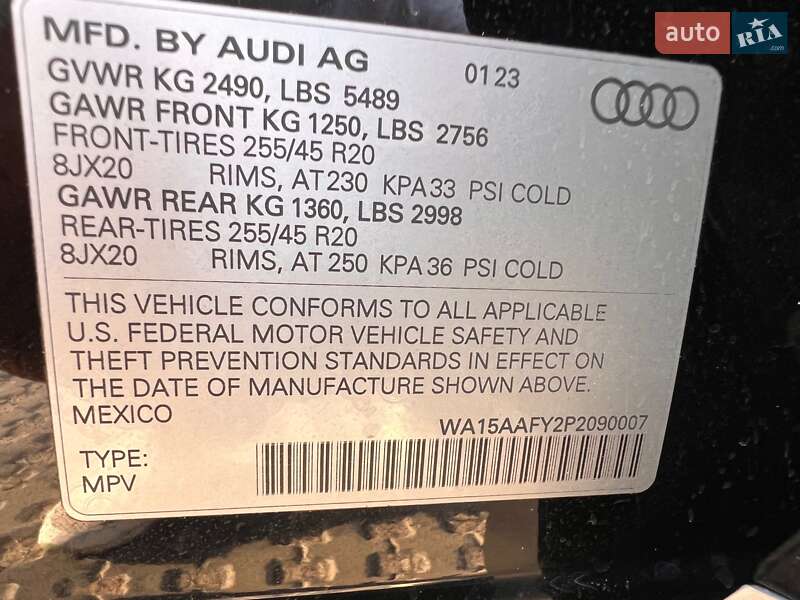 auto RIA.com
MFD. BY AUDI AG 01 23
GVWR KG 2490, LBS 5489
GAWR FRONT KG 1250, LBS 2756
FRONT-TIRES 255/45 R20
8JX20 RIMS, AT 230 KPA 33 PSI COLD
GAWR REAR KG 1360, LBS 2998
REAR-TIRES 255/45 R20
8JX20 RIMS, AT 250 KPA 36 PSI COLD
THIS VEHICLE CONFORMS TO ALL APPLICABLE
U.S. FEDERAL MOTOR VEHICLE SAFETY AND
THEFT PREVENTION STANDARDS IN EFFECT ON
THE DATE OF MANUFACTURE SHOWN ABOVE.
MEXICO
WA15AAFY2P2090007
TYPE:
MPV